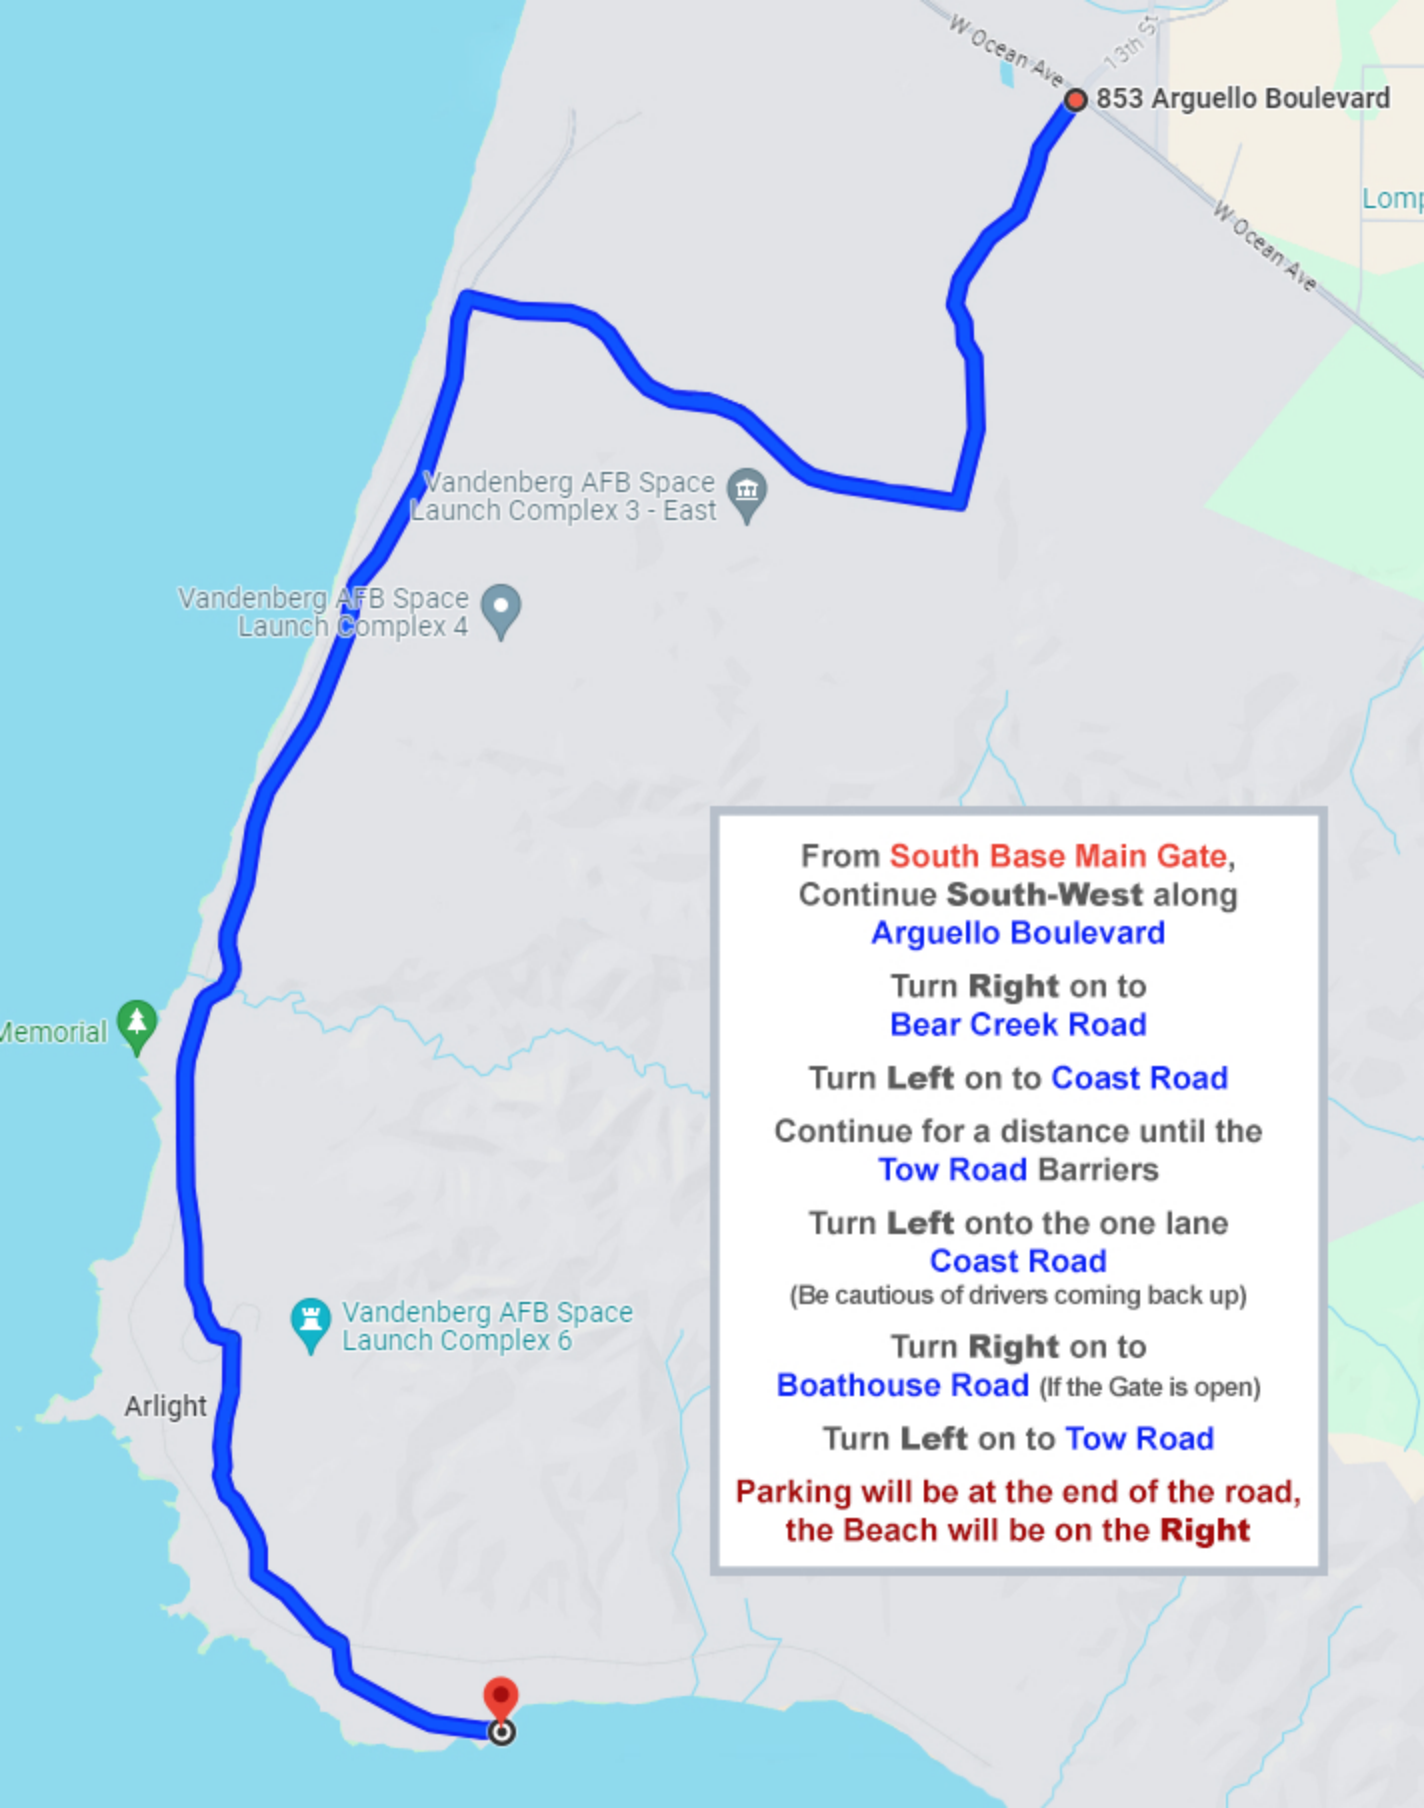 W Ocean Ave
13th St
853 Arguello Boulevard
Lomp
W Ocean Ave
Vandenberg AFB Space
Launch Complex 3 - East
Vandenberg AFB Space
Launch Complex 4
From South Base Main Gate,
Continue South-West along
Arguello Boulevard
Turn Right on to
Bear Creek Road
Turn Left on to Coast Road
Continue for a distance until the
Tow Road Barriers
Turn Left onto the one lane
Coast Road
(Be cautious of drivers coming back up)
Turn Right on to
Boathouse Road (If the Gate is open)
Turn Left on to Tow Road
Parking will be at the end of the road,
the Beach will be on the Right
Memorial
Vandenberg AFB Space
Launch Complex 6
Arlight